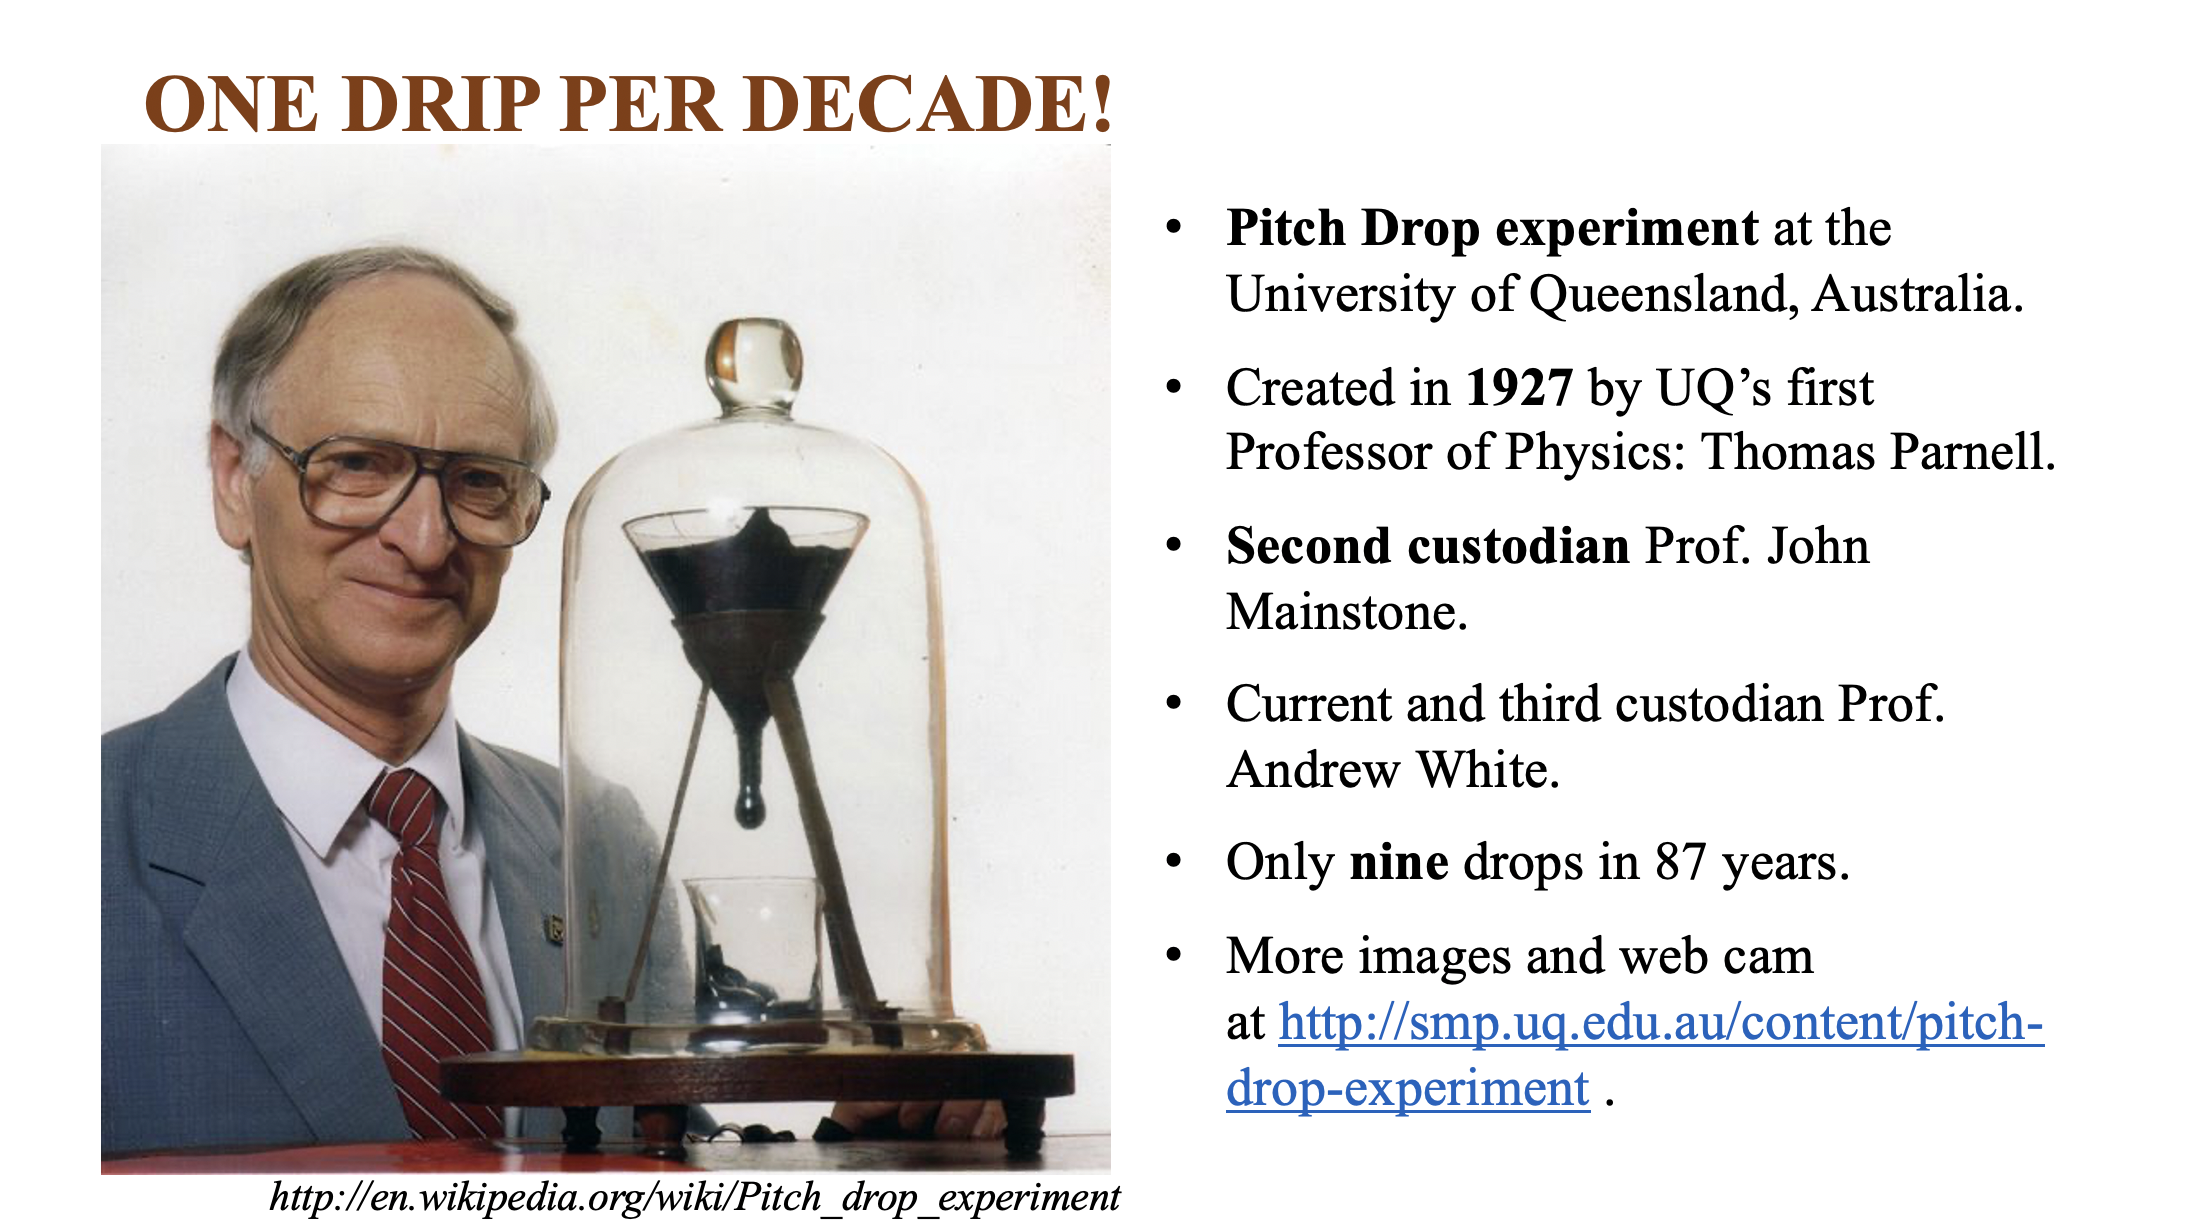 ONE DRIP PER DECADE!
• Pitch Drop experiment at the
University of Queensland, Australia.
• Created in 1927 by UQ’s first
Professor of Physics: Thomas Parnell.
• Second custodian Prof. John
Mainstone.
• Current and third custodian Prof.
Andrew White.
• Only nine drops in 87 years.
• More images and web cam
at http://smp.uq.edu.au/content/pitch-
drop-experiment .
http://en.wikipedia.org/wiki/Pitch_drop_experiment